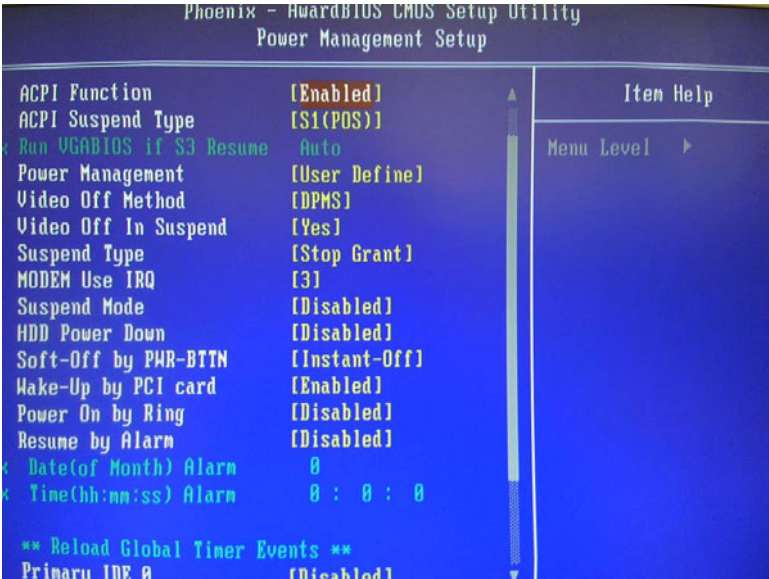 Phoenix - AwardBIOS CMOS Setup Utility
Power Management Setup
ACPI Function [Enabled]
ACPI Suspend Type [S1(POS)]
x Run VGABIOS if S3 Resume Auto
Power Management [User Define]
Video Off Method [DPMS]
Video Off In Suspend [Yes]
Suspend Type [Stop Grant]
MODEM Use IRQ [3]
Suspend Mode [Disabled]
HDD Power Down [Disabled]
Soft-Off by PWR-BTTN [Instant-Off]
Wake-Up by PCI card [Enabled]
Power On by Ring [Disabled]
Resume by Alarm [Disabled]
x Date(of Month) Alarm 0
x Time(hh:mm:ss) Alarm 0 : 0 : 0
** Reload Global Timer Events **
Primary IDE 0 [Disabled]
Item Help
Menu Level